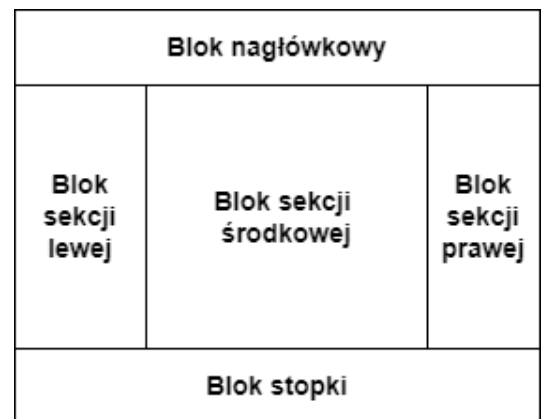 Blok nagłówkowy
Blok
sekcji
lewej
Blok sekcji
środkowej
Blok
sekcji
prawej
Blok stopki